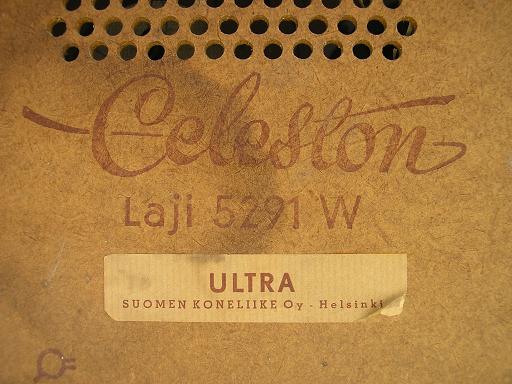 Celeston
Laji 5291 W
ULTRA
SUOMEN KONELIIKE Oy - Helsinki